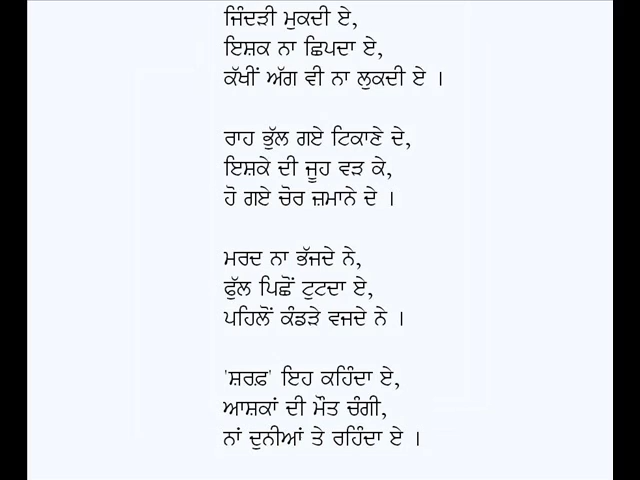 ਜਿੰਦੜੀ ਮੁਕਦੀ ਏ,
ਇਸ਼ਕ ਨਾ ਛਿਪਦਾ ਏ,
ਕੱਖੀਂ ਅੱਗ ਵੀ ਨਾ ਲੁਕਦੀ ਏ ।
ਰਾਹ ਭੁੱਲ ਗਏ ਟਿਕਾਣੇ ਦੇ,
ਇਸ਼ਕੇ ਦੀ ਜੂਹ ਵੜ ਕੇ,
ਹੋ ਗਏ ਚੋਰ ਜ਼ਮਾਨੇ ਦੇ ।
ਮਰਦ ਨਾ ਭੱਜਦੇ ਨੇ,
ਫੁੱਲ ਪਿਛੋਂ ਟੁਟਦਾ ਏ,
ਪਹਿਲੋਂ ਕੰਡੜੇ ਵਜਦੇ ਨੇ ।
'ਸ਼ਰਫ਼' ਇਹ ਕਹਿੰਦਾ ਏ,
ਆਸ਼ਕਾਂ ਦੀ ਮੌਤ ਚੰਗੀ,
ਨਾਂ ਦੁਨੀਆਂ ਤੇ ਰਹਿੰਦਾ ਏ ।